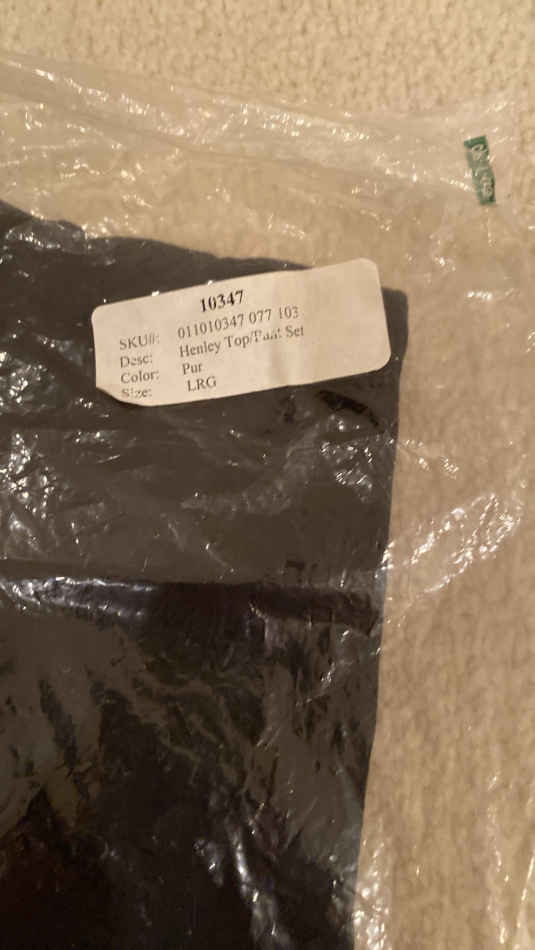 10347
SKU#: 011010347 077 103
Desc: Henley Top/Pant Set
Color: Pur
Size: LRG